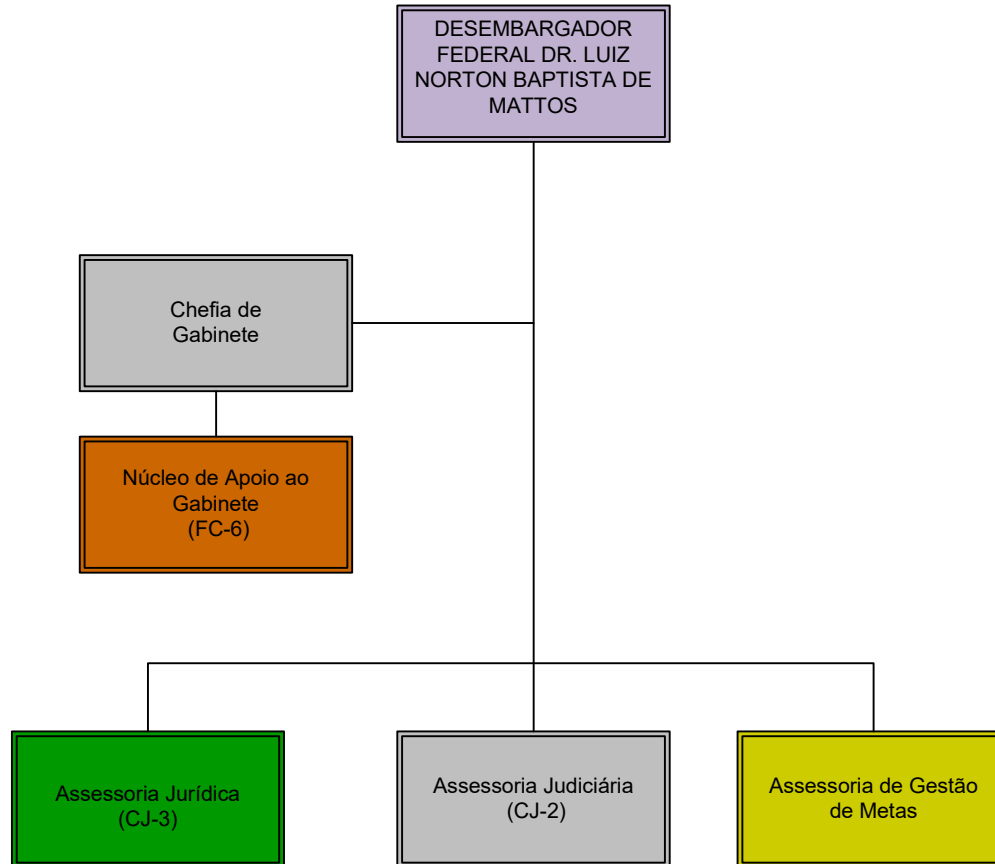 DESEMBARGADOR
FEDERAL DR. LUIZ
NORTON BAPTISTA DE
MATTOS
Chefia de
Gabinete
Núcleo de Apoio ao
Gabinete
(FC-6)
Assessoria Jurídica
(CJ-3)
Assessoria Judiciária
(CJ-2)
Assessoria de Gestão
de Metas